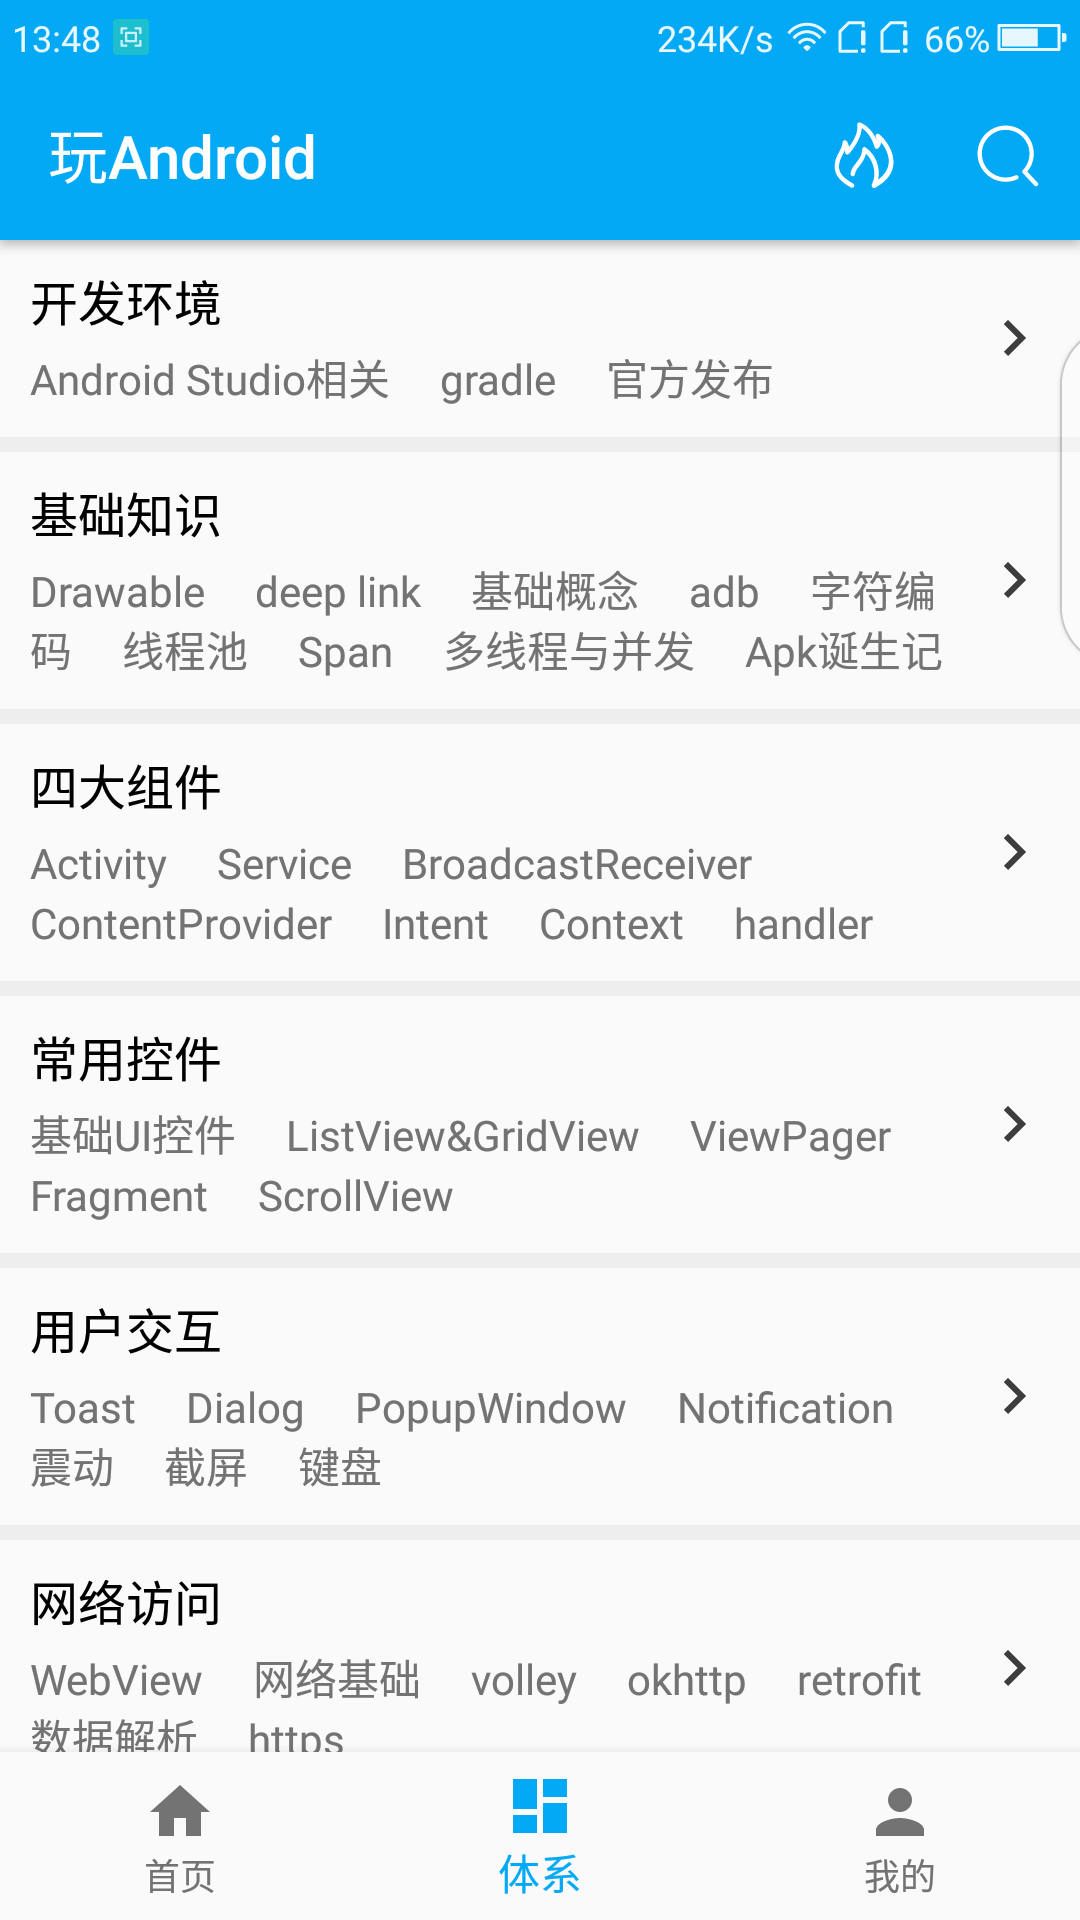 13:48 234K/s 66%
玩Android
开发环境
Android Studio相关 gradle 官方发布
基础知识
Drawable deep link 基础概念 adb 字符编
码 线程池 Span 多线程与并发 Apk诞生记
四大组件
Activity Service BroadcastReceiver
ContentProvider Intent Context handler
常用控件
基础UI控件 ListView&GridView ViewPager
Fragment ScrollView
用户交互
Toast Dialog PopupWindow Notification
震动 截屏 键盘
网络访问
WebView 网络基础 volley okhttp retrofit
数据解析 https
首页 体系 我的